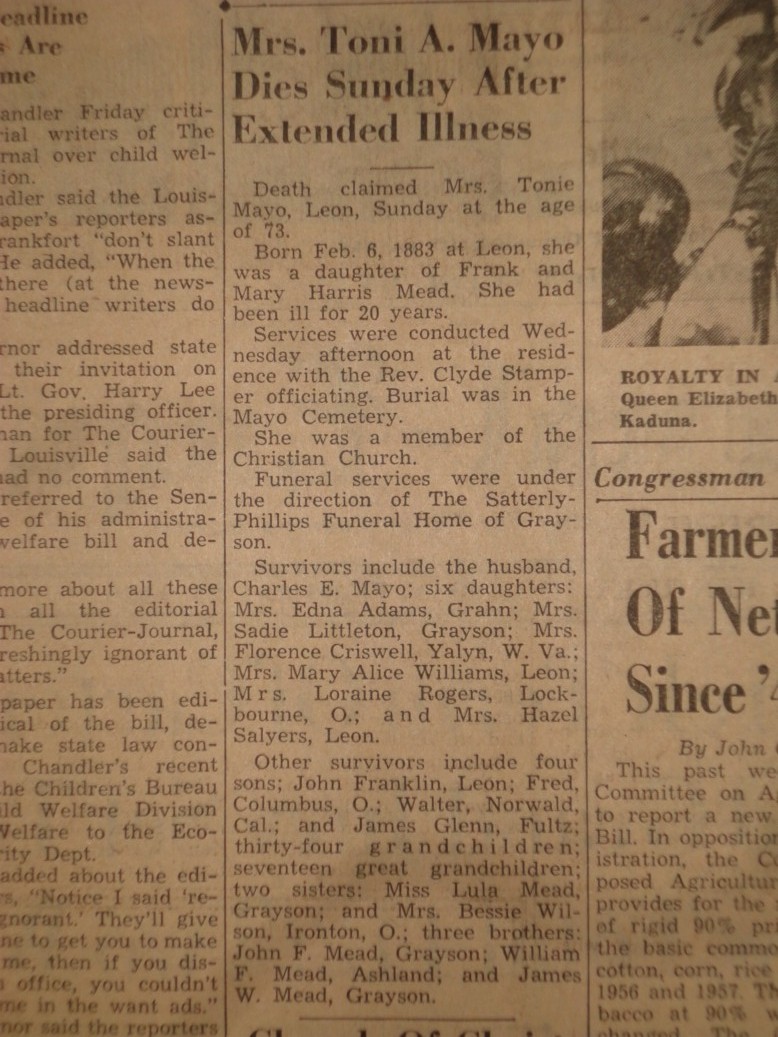 eadline
s Are
me
andler Friday criti-
rial writers of The
rnal over child wel-
ion.
ndler said the Louis-
aper's reporters as-
rankfort "don't slant
He added, "When the
there (at the news-
headline writers do
rnor addressed state
their invitation on
Lt. Gov. Harry Lee
the presiding officer.
nan for The Courier-
Louisville said the
had no comment.
referred to the Sen-
e of his administra-
welfare bill and de-
more about all these
n all the editorial
The Courier-Journal,
reshingly ignorant of
atters."
paper has been edi-
ical of the bill, de-
make state law con-
Chandler's recent
he Children's Bureau
ild Welfare Division
Welfare to the Eco-
rity Dept.
added about the edi-
rs, "Notice I said 're-
gnorant.' They'll give
ne to get you to make
me, then if you dis-
s office, you couldn't
me in the want ads."
nor said the reporters
Mrs. Toni A. Mayo
Dies Sunday After
Extended Illness
Death claimed Mrs. Tonie
Mayo, Leon, Sunday at the age
of 73.
Born Feb. 6, 1883 at Leon, she
was a daughter of Frank and
Mary Harris Mead. She had
been ill for 20 years.
Services were conducted Wed-
nesday afternoon at the resid-
ence with the Rev. Clyde Stamp-
er officiating. Burial was in the
Mayo Cemetery.
She was a member of the
Christian Church.
Funeral services were under
the direction of The Satterly-
Phillips Funeral Home of Gray-
son.
Survivors include the husband,
Charles E. Mayo; six daughters:
Mrs. Edna Adams, Grahn; Mrs.
Sadie Littleton, Grayson; Mrs.
Florence Criswell, Yalyn, W. Va.;
Mrs. Mary Alice Williams, Leon;
Mrs. Loraine Rogers, Lock-
bourne, O.; and Mrs. Hazel
Salyers, Leon.
Other survivors include four
sons; John Franklin, Leon; Fred,
Columbus, O.; Walter, Norwald,
Cal.; and James Glenn, Fultz;
thirty-four grandchildren;
seventeen great grandchildren;
two sisters: Miss Lula Mead,
Grayson; and Mrs. Bessie Wil-
son, Ironton, O.; three brothers:
John F. Mead, Grayson; William
F. Mead, Ashland; and James
W. Mead, Grayson.
ROYALTY IN
Queen Elizabeth
Kaduna.
Congressman
Farmer
Of Net
Since '4
By John
This past we
Committee on Ag
to report a new
Bill. In opposition
istration, the Co
posed Agricultur
provides for the
of rigid 90% pri
the basic commo
cotton, corn, rice
1956 and 1957. Th
bacco at 90% w
changed. The